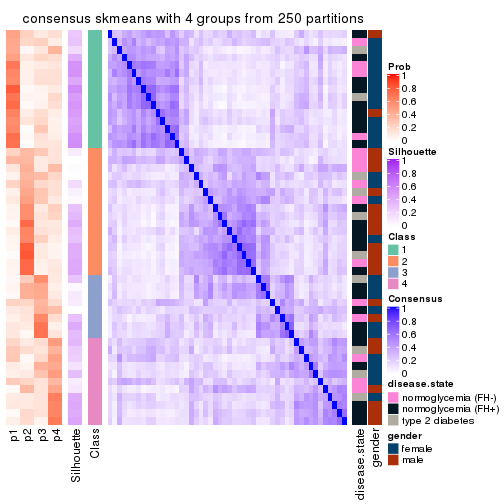 consensus skmeans with 4 groups from 250 partitions
Prob
1
0.8
0.6
0.4
0.2
0
Silhouette
1
0.8
0.6
0.4
0.2
0
Class
1
2
3
4
Consensus
1
0.8
0.6
0.4
0.2
0
disease.state
normoglycemia (FH-)
normoglycemia (FH+)
type 2 diabetes
gender
female
male
p1
p2
p3
p4
Silhouette
Class
disease.state
gender